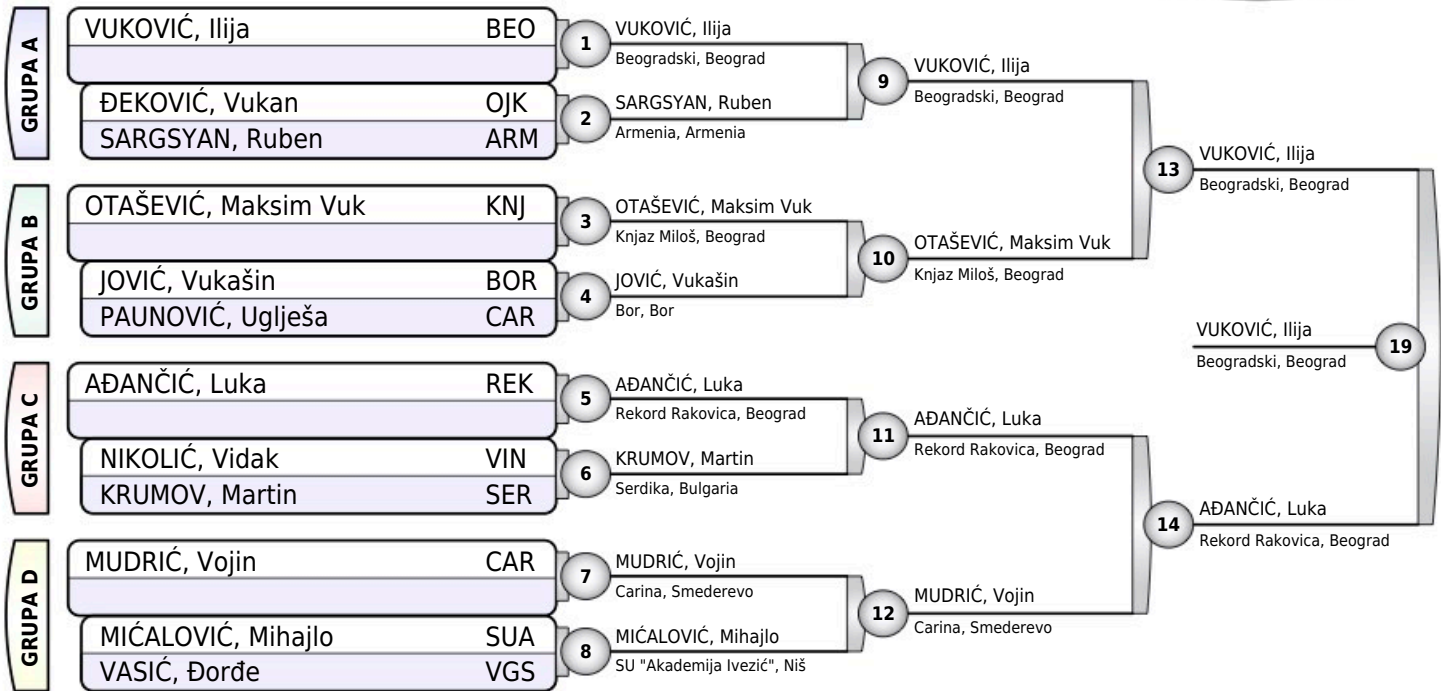 GRUPA A
VUKOVIĆ, Ilija BEO
ĐEKOVIĆ, Vukan OJK
SARGSYAN, Ruben ARM
GRUPA B
OTAŠEVIĆ, Maksim Vuk KNJ
JOVIĆ, Vukašin BOR
PAUNOVIĆ, Uglješa CAR
GRUPA C
AĐANČIĆ, Luka REK
NIKOLIĆ, Vidak VIN
KRUMOV, Martin SER
GRUPA D
MUDRIĆ, Vojin CAR
MIĆALOVIĆ, Mihajlo SUA
VASIĆ, Đorđe VGS
1
VUKOVIĆ, Ilija
Beogradski, Beograd
2
SARGSYAN, Ruben
Armenia, Armenia
3
OTAŠEVIĆ, Maksim Vuk
Knjaz Miloš, Beograd
4
JOVIĆ, Vukašin
Bor, Bor
5
AĐANČIĆ, Luka
Rekord Rakovica, Beograd
6
KRUMOV, Martin
Serdika, Bulgaria
7
MUDRIĆ, Vojin
Carina, Smederevo
8
MIĆALOVIĆ, Mihajlo
SU "Akademija Ivezić", Niš
9
VUKOVIĆ, Ilija
Beogradski, Beograd
10
OTAŠEVIĆ, Maksim Vuk
Knjaz Miloš, Beograd
11
AĐANČIĆ, Luka
Rekord Rakovica, Beograd
12
MUDRIĆ, Vojin
Carina, Smederevo
13
VUKOVIĆ, Ilija
Beogradski, Beograd
14
AĐANČIĆ, Luka
Rekord Rakovica, Beograd
VUKOVIĆ, Ilija
Beogradski, Beograd
19